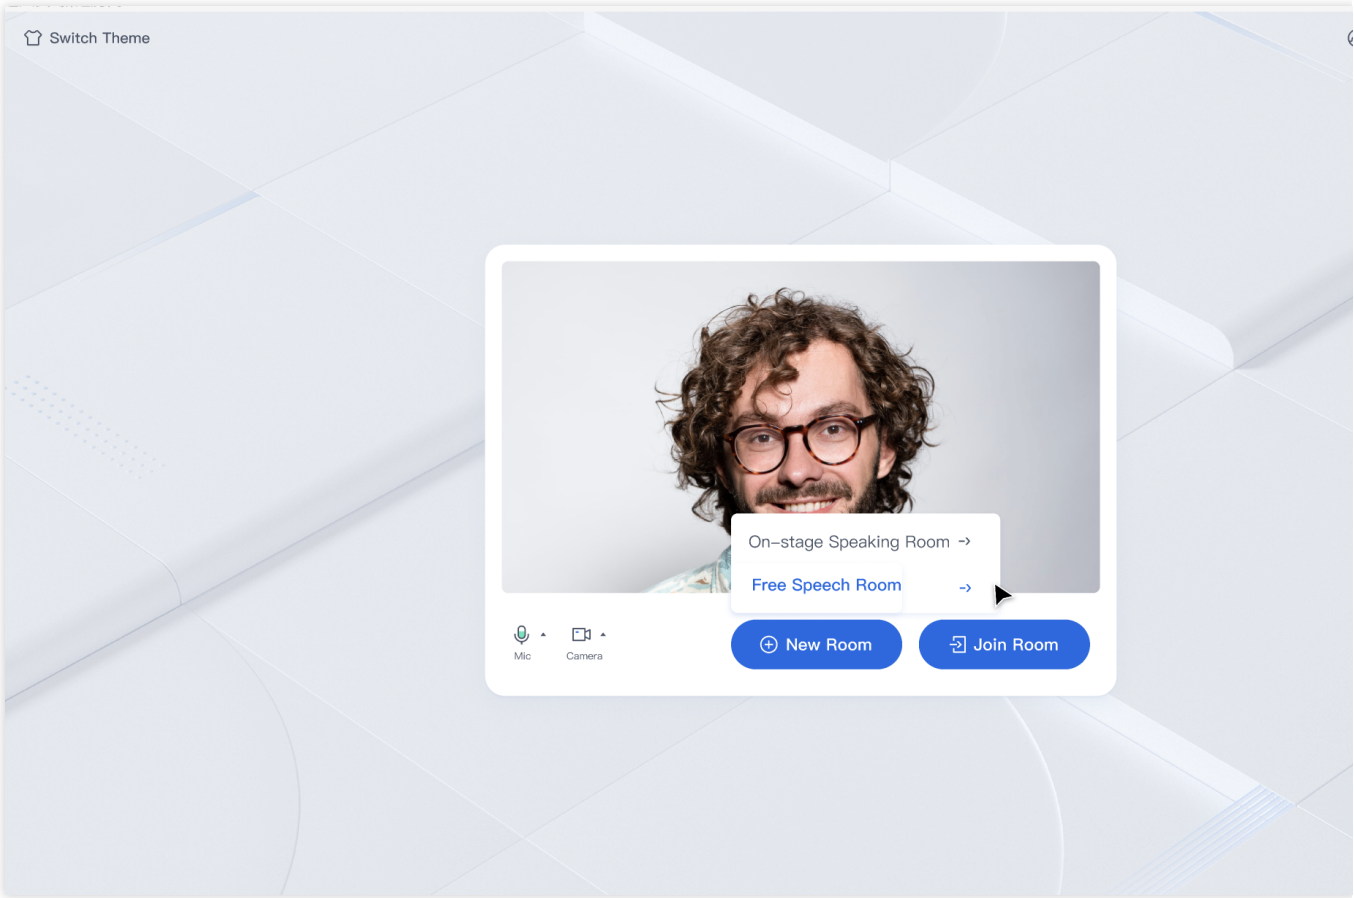 Switch Theme
On-stage Speaking Room
Free Speech Room
Mic
Camera
New Room
Join Room